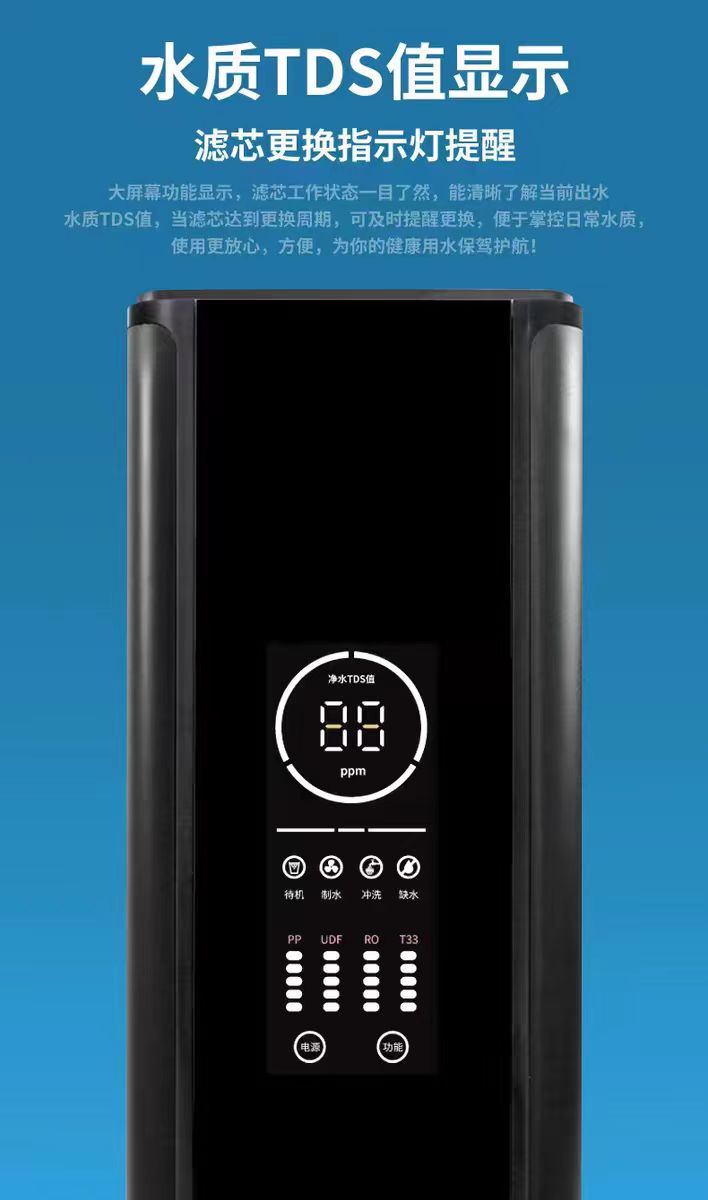 水质TDS值显示
滤芯更换指示灯提醒
大屏幕功能显示，滤芯工作状态一目了然，能清晰了解当前出水
水质TDS值，当滤芯达到更换周期，可及时提醒更换，便于掌控日常水质，
使用更放心，方便，为你的健康用水保驾护航！
净水TDS值
88
ppm
待机 制水 冲洗 缺水
PP UDF RO T33
电源 功能